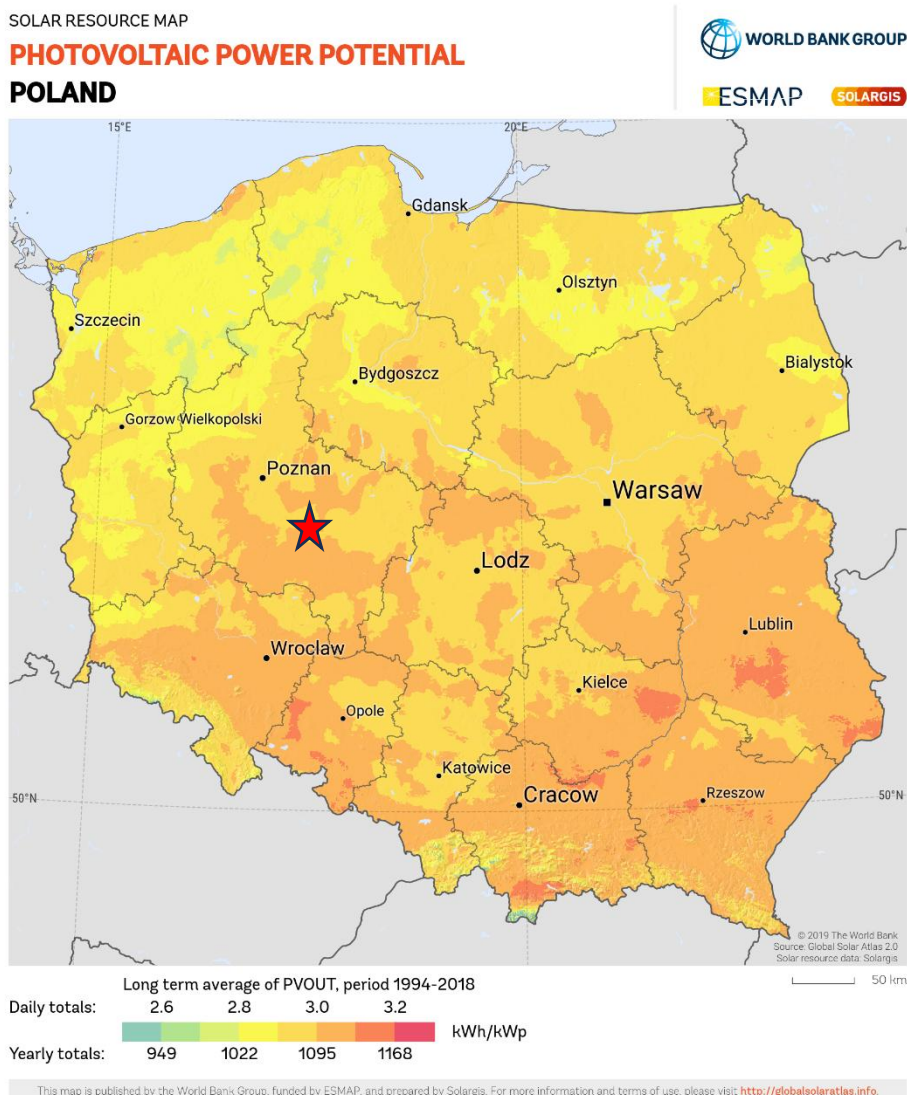 SOLAR RESOURCE MAP
PHOTOVOLTAIC POWER POTENTIAL
POLAND
WORLD BANK GROUP
ESMAP
SOLARGIS
15°E
20°E
Gdansk
Olsztyn
Szczecin
Bialystok
Bydgoszcz
Gorzow Wielkopolski
Poznan
Warsaw
Lodz
Lublin
Wroclaw
Kielce
Opole
Katowice
50°N
Cracow
Rzeszow
50°N
© 2019 The World Bank
Source: Global Solar Atlas 2.0
Solar resource data: Solargis
50 km
Long term average of PVOUT, period 1994-2018
Daily totals: 2.6 2.8 3.0 3.2
kWh/kWp
Yearly totals: 949 1022 1095 1168
This map is published by the World Bank Group, funded by ESMAP, and prepared by Solargis. For more information and terms of use, please visit http://globalsolaratlas.info.